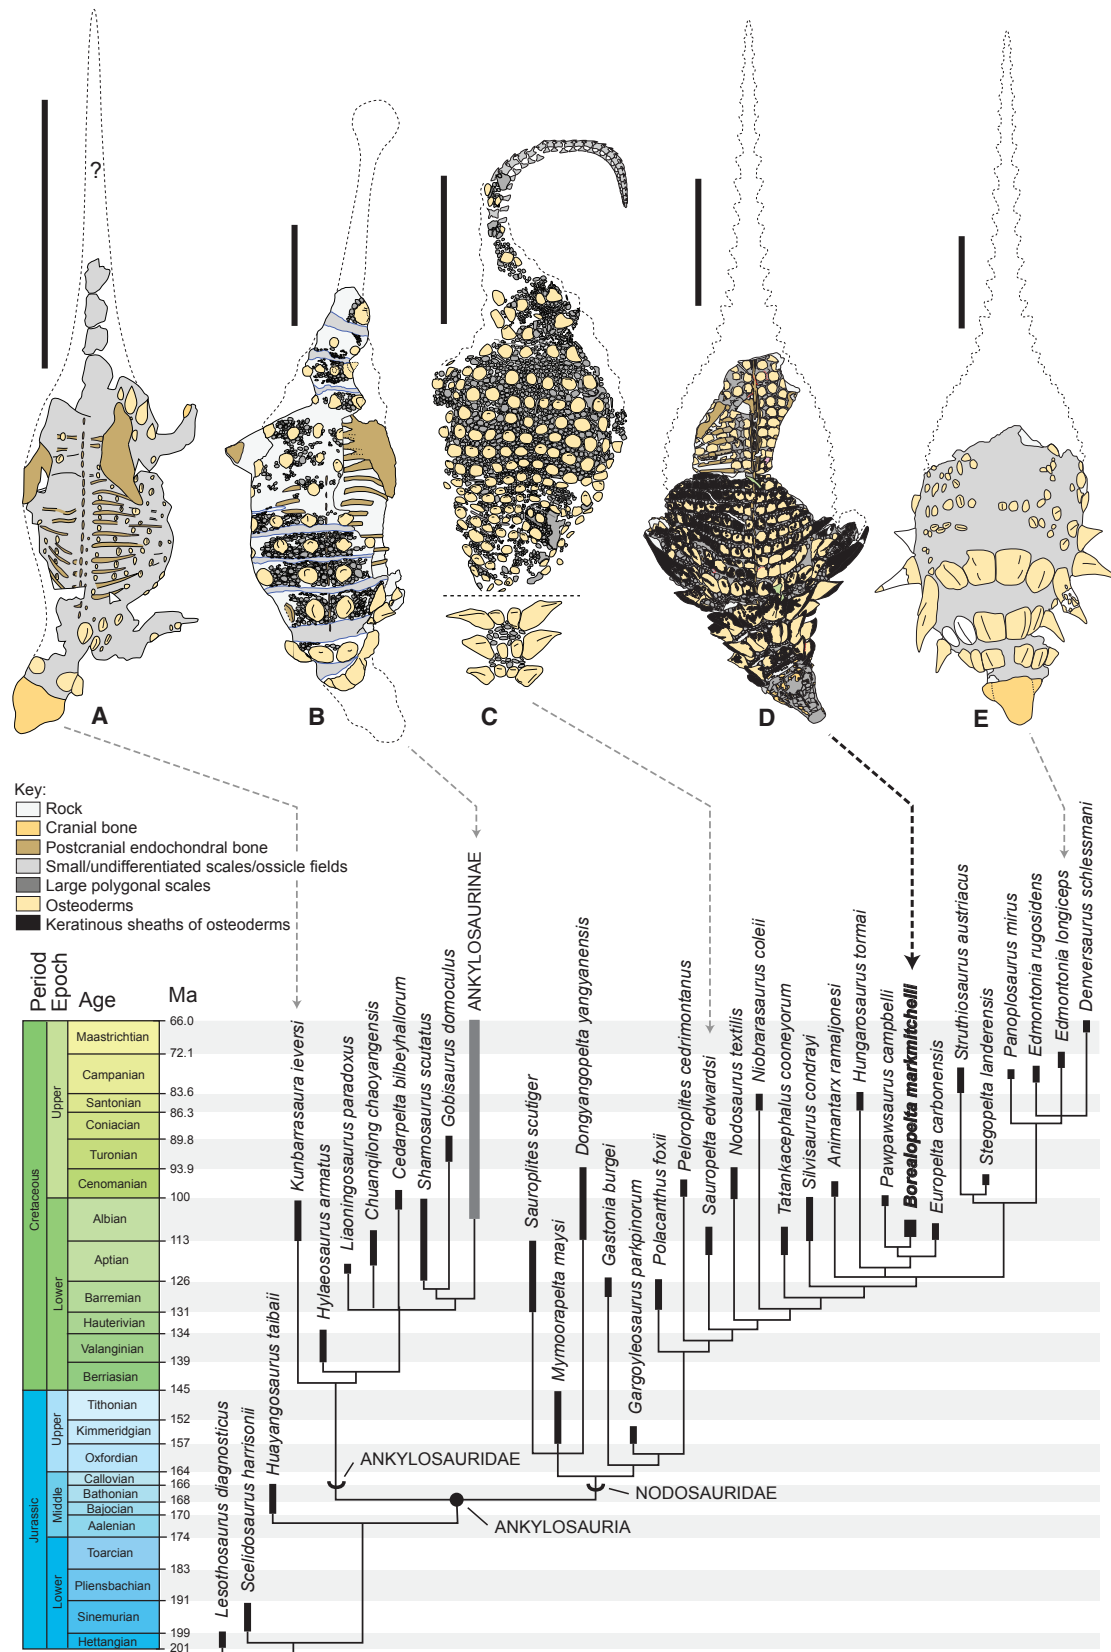 ?
A
B
C
D
E
Key:
Rock
Cranial bone
Postcranial endochondral bone
Small/undifferentiated scales/ossicle fields
Large polygonal scales
Osteoderms
Keratinous sheaths of osteoderms
Period
Epoch
Age
Ma
Cretaceous
Upper
Lower
Jurassic
Upper
Middle
Lower
Maastrichtian
Campanian
Santonian
Coniacian
Turonian
Cenomanian
Albian
Aptian
Barremian
Hauterivian
Valanginian
Berriasian
Tithonian
Kimmeridgian
Oxfordian
Callovian
Bathonian
Bajocian
Aalenian
Toarcian
Pliensbachian
Sinemurian
Hettangian
66.0
72.1
83.6
86.3
89.8
93.9
100
113
126
131
134
139
145
152
157
164
166
168
170
174
183
191
199
201
Lesothosaurus diagnosticus
Scelidosaurus harrisonii
Huayangosaurus taibaii
Kunbarrasaura ieversi
Hylaeosaurus armatus
Liaoningosaurus paradoxus
Chuanqilong chaoyangensis
Cedarpelta bilbeyhallorum
Shamosaurus scutatus
Gobisaurus domoculus
ANKYLOSAURINAE
Sauroplites scutiger
Mymoorapelta maysi
Dongyangopelta yangyanensis
Gastonia burgei
Gargoyleosaurus parkpinorum
Polacanthus foxii
Peloroplites cedrimontanus
Sauropelta edwardsi
Nodosaurus textilis
Niobrarasaurus coleii
Tatankacephalus cooneyorum
Silvisaurus condrayi
Animantarx ramaljonesi
Hungarosaurus tormai
Pawpawsaurus campbelli
Borealopelta markmitchelli
Europelta carbonensis
Struthiosaurus austriacus
Stegopelta landerensis
Panoplosaurus mirus
Edmontonia rugosidens
Edmontonia longiceps
Denversaurus schlessmani
ANKYLOSAURIDAE
NODOSAURIDAE
ANKYLOSAURIA